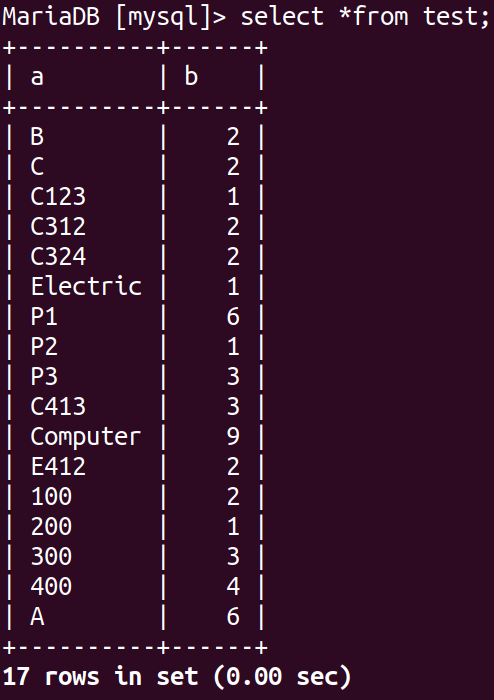 MariaDB [mysql]> select *from test;
+----------+------+
| a        | b    |
+----------+------+
| B        |    2 |
| C        |    2 |
| C123     |    1 |
| C312     |    2 |
| C324     |    2 |
| Electric |    1 |
| P1       |    6 |
| P2       |    1 |
| P3       |    3 |
| C413     |    3 |
| Computer |    9 |
| E412     |    2 |
| 100      |    2 |
| 200      |    1 |
| 300      |    3 |
| 400      |    4 |
| A        |    6 |
+----------+------+
17 rows in set (0.00 sec)